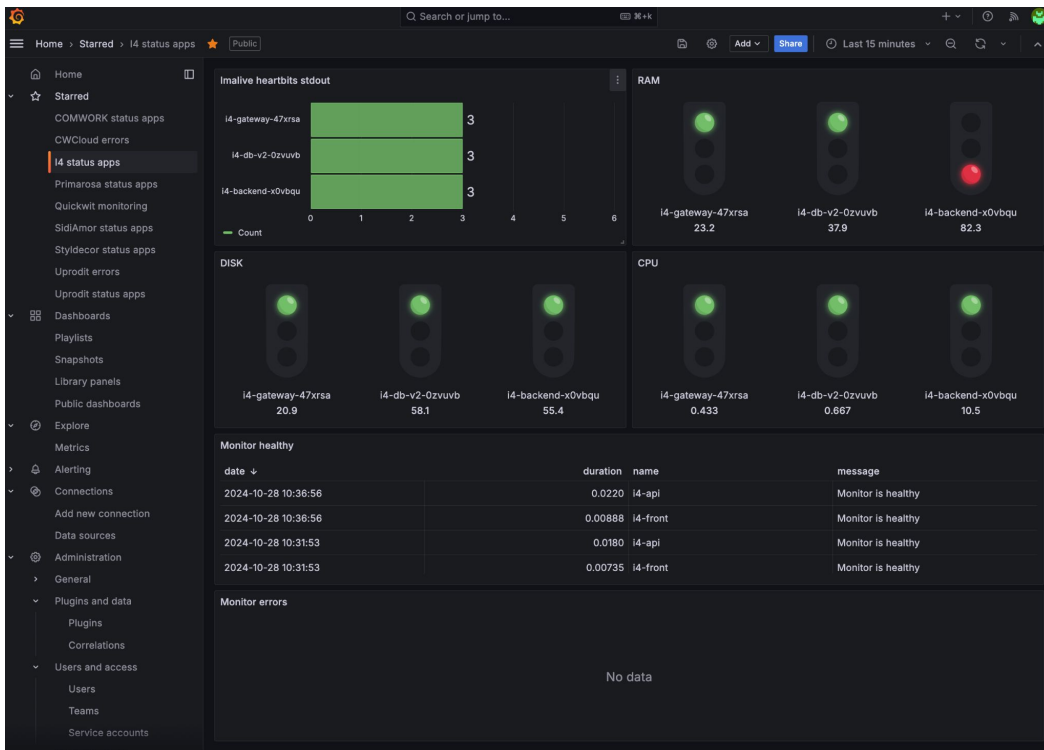 Search or jump to... ⌘+k
Home › Starred › I4 status apps Public Add Share Last 15 minutes
Home
Starred
COMWORK status apps
CWCloud errors
I4 status apps
Primarosa status apps
Quickwit monitoring
SidiAmor status apps
Styldecor status apps
Uprodit errors
Uprodit status apps
Dashboards
Playlists
Snapshots
Library panels
Public dashboards
Explore
Metrics
Alerting
Connections
Add new connection
Data sources
Administration
General
Plugins and data
Plugins
Correlations
Users and access
Users
Teams
Service accounts
Imalive heartbits stdout
i4-gateway-47xrsa 3
i4-db-v2-0zvuvb 3
i4-backend-x0vbqu 3
0 1 2 3 4 5 6
Count
RAM
i4-gateway-47xrsa i4-db-v2-0zvuvb i4-backend-x0vbqu
23.2 37.9 82.3
DISK
i4-gateway-47xrsa i4-db-v2-0zvuvb i4-backend-x0vbqu
20.9 58.1 55.4
CPU
i4-gateway-47xrsa i4-db-v2-0zvuvb i4-backend-x0vbqu
0.433 0.667 10.5
Monitor healthy
date ↓ duration name message
2024-10-28 10:36:56 0.0220 i4-api Monitor is healthy
2024-10-28 10:36:56 0.00888 i4-front Monitor is healthy
2024-10-28 10:31:53 0.0180 i4-api Monitor is healthy
2024-10-28 10:31:53 0.00735 i4-front Monitor is healthy
Monitor errors
No data